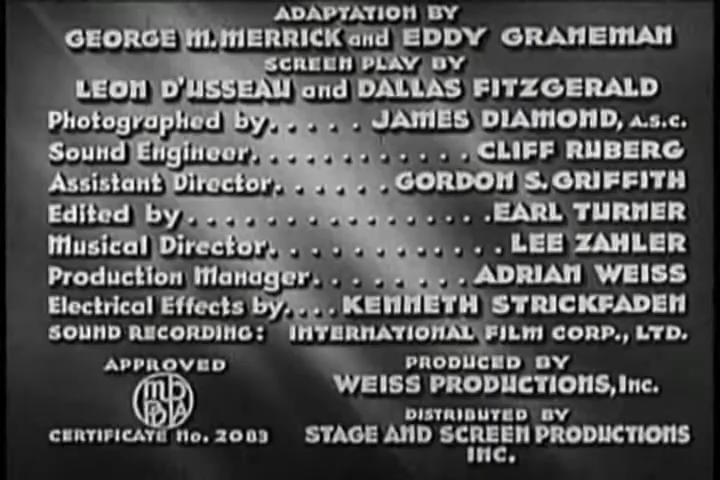 ADAPTATION BY
GEORGE M. MERRICK and EDDY GRANEMAN
SCREEN PLAY BY
LEON D'USSEAU and DALLAS FITZGERALD
Photographed by..... JAMES DIAMOND, A.S.C.
Sound Engineer............ CLIFF RUBERG
Assistant Director...... GORDON S. GRIFFITH
Edited by ................ EARL TURNER
Musical Director............ LEE ZAHLER
Production Manager........ ADRIAN WEISS
Electrical Effects by.... KENNETH STRICKFADEN
SOUND RECORDING: INTERNATIONAL FILM CORP., LTD.
APPROVED
MPPDA
CERTIFICATE No. 2083
PRODUCED BY
WEISS PRODUCTIONS, Inc.
DISTRIBUTED BY
STAGE AND SCREEN PRODUCTIONS
INC.